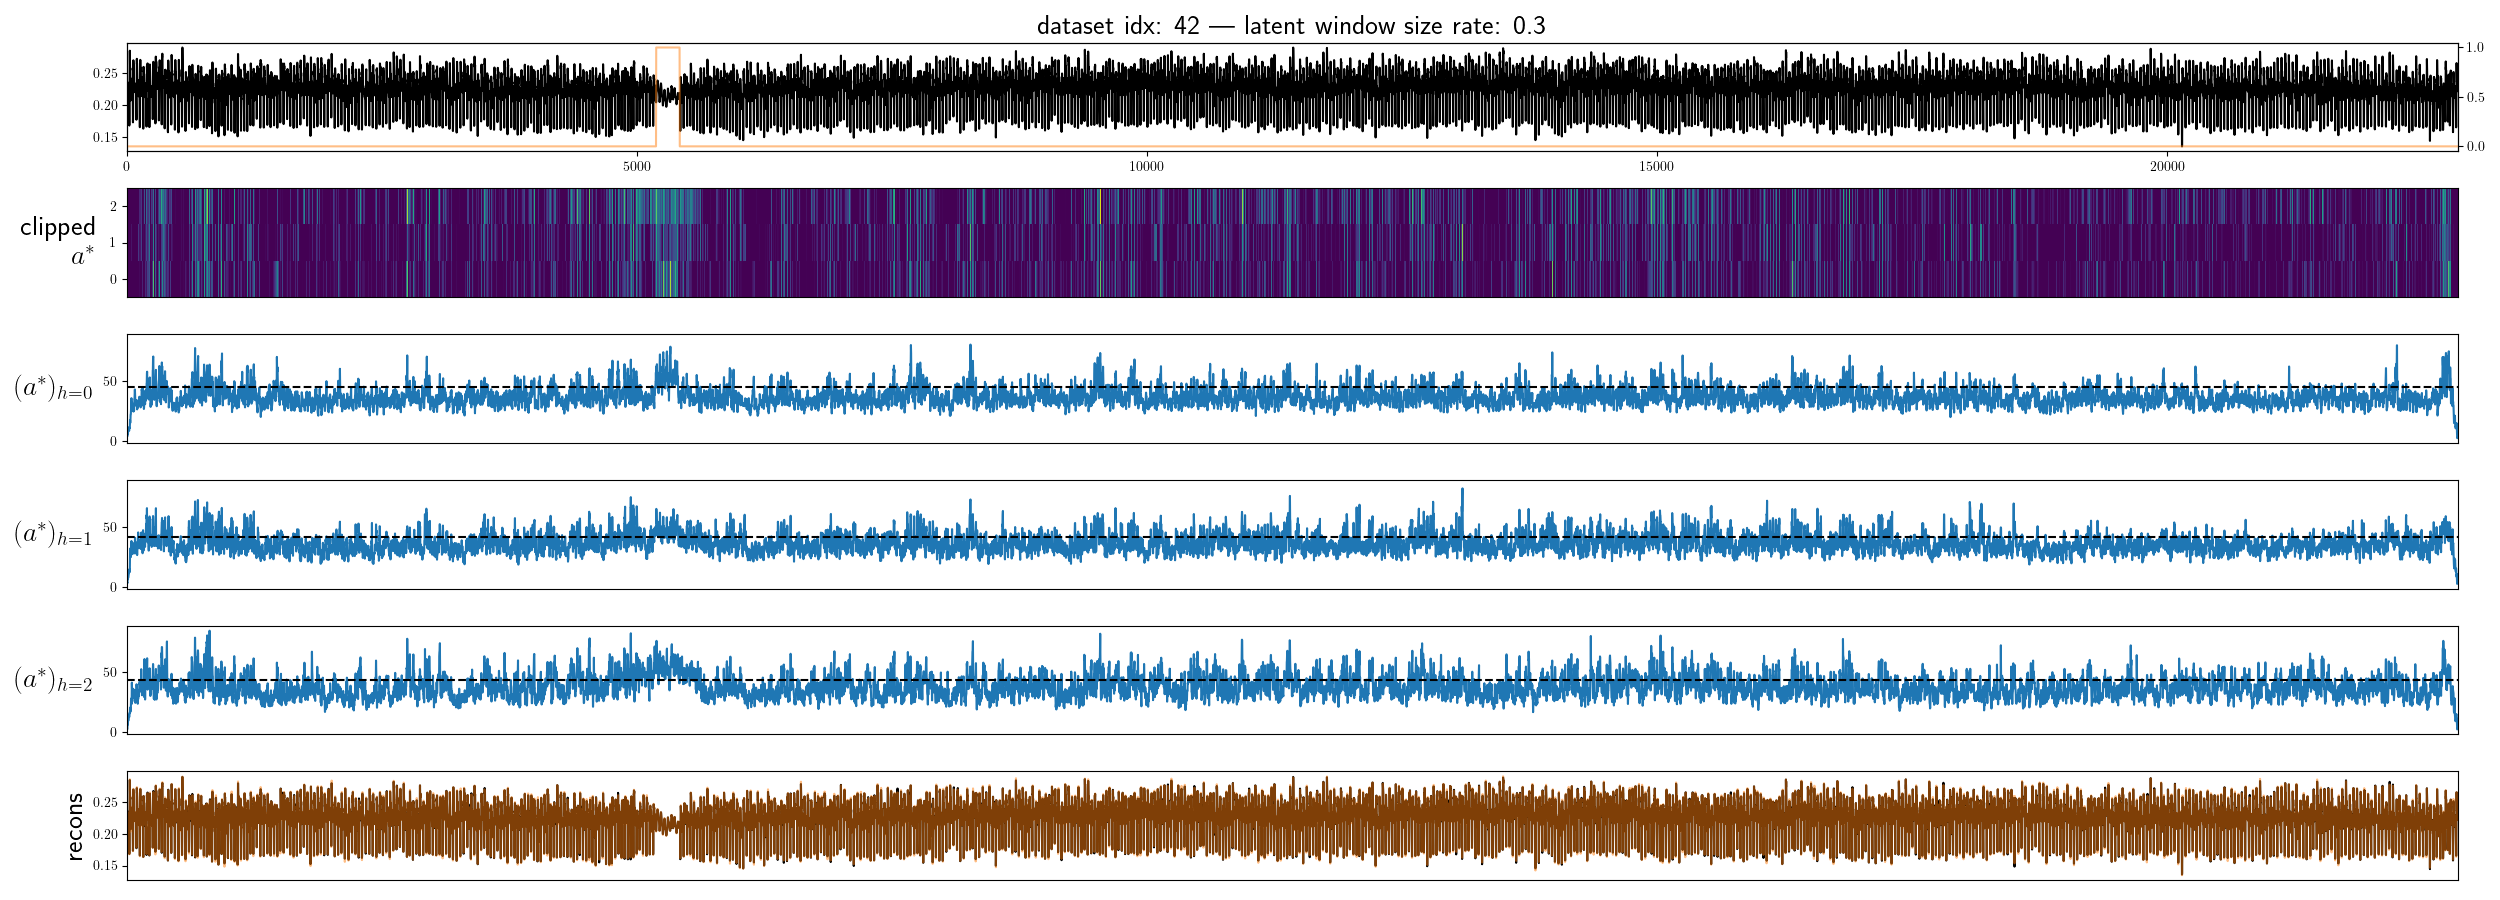 dataset idx: 42 — latent window size rate: 0.3
0.25
0.20
0.15
1.0
0.5
0.0
0 5000 10000 15000 20000
clipped
a*
2
1
0
(a*)h=0
50
0
(a*)h=1
50
0
(a*)h=2
50
0
recons
0.25
0.20
0.15